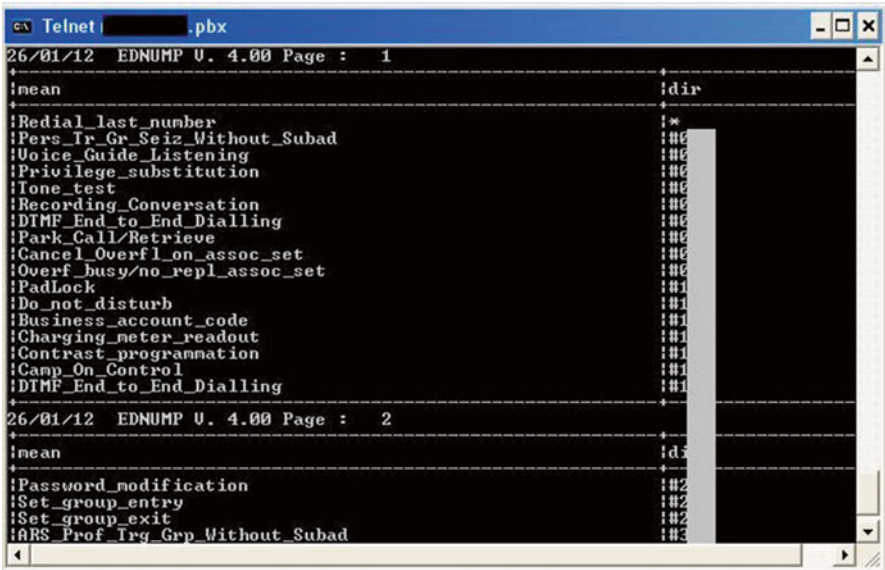 Telnet .pbx
26/01/12 EDNUMP V. 4.00 Page : 1
mean dir
Redial_last_number *
Pers_Tr_Gr_Seiz_Without_Subad #0
Voice_Guide_Listening #0
Privilege_substitution #0
Tone_test #0
Recording_Conversation #0
DTMF_End_to_End_Dialling #0
Park_Call/Retrieve #0
Cancel_Overfl_on_assoc_set #0
Overf_busy/no_repl_assoc_set #0
PadLock #1
Do_not_disturb #1
Business_account_code #1
Charging_meter_readout #1
Contrast_programmation #1
Camp_On_Control #1
DTMF_End_to_End_Dialling #1
26/01/12 EDNUMP V. 4.00 Page : 2
mean di
Password_modification #2
Set_group_entry #2
Set_group_exit #2
ARS_Prof_Trg_Grp_Without_Subad #3